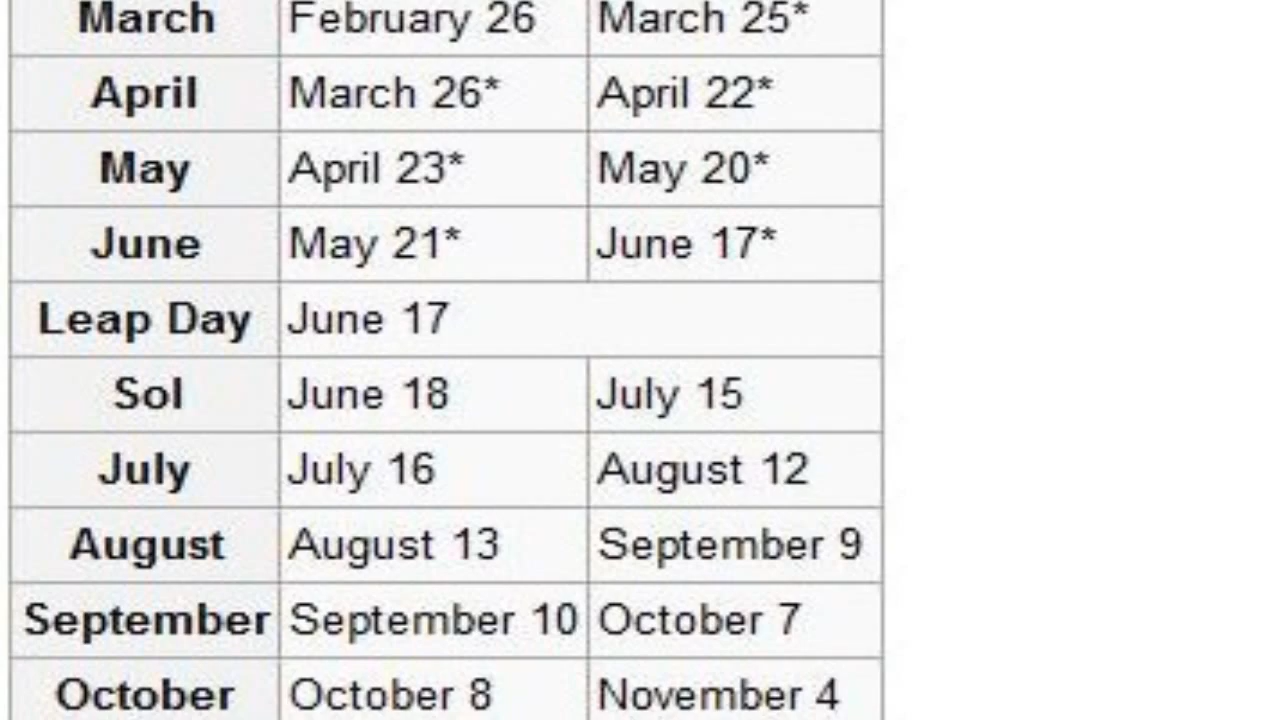 March February 26 March 25*
April March 26* April 22*
May April 23* May 20*
June May 21* June 17*
Leap Day June 17
Sol June 18 July 15
July July 16 August 12
August August 13 September 9
September September 10 October 7
October October 8 November 4